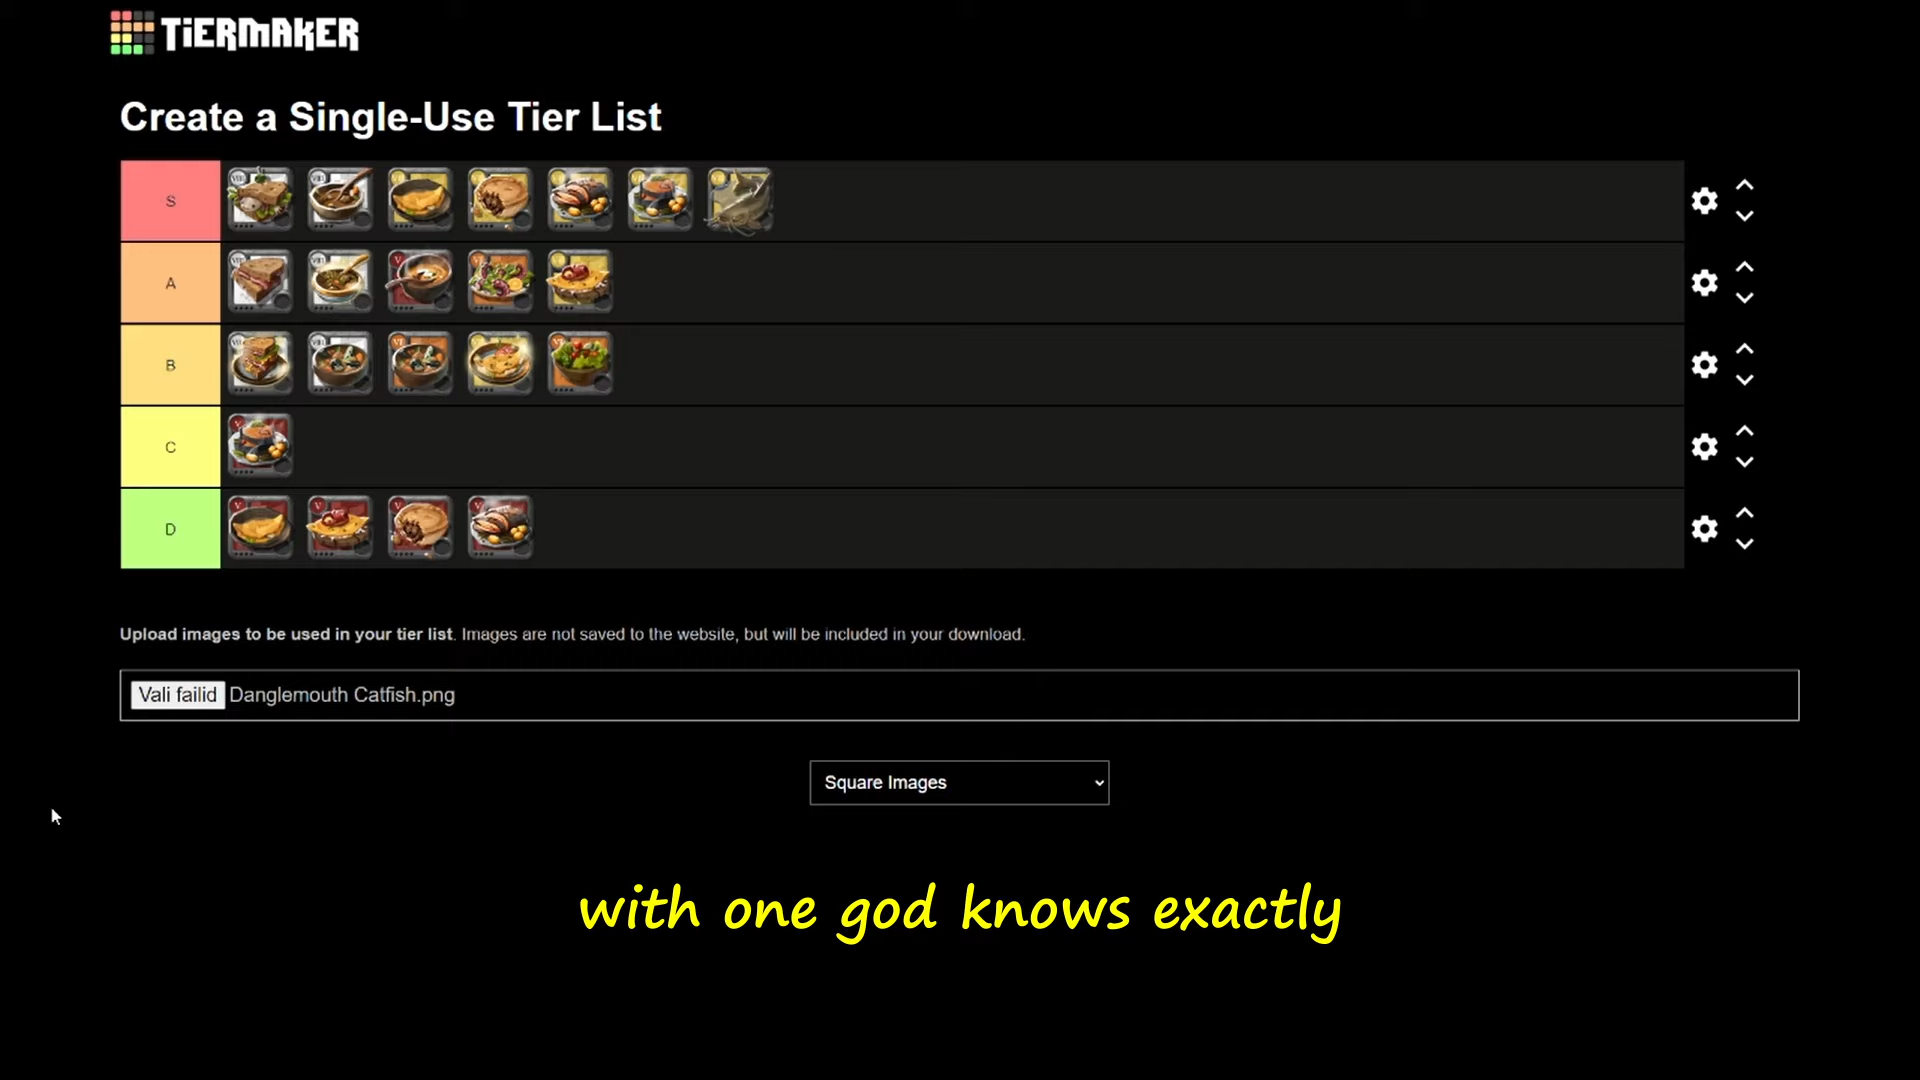 TiERMAKER
Create a Single-Use Tier List
S
A
B
C
D
Upload images to be used in your tier list. Images are not saved to the website, but will be included in your download.
Vali failid Danglemouth Catfish.png
Square Images
with one god knows exactly